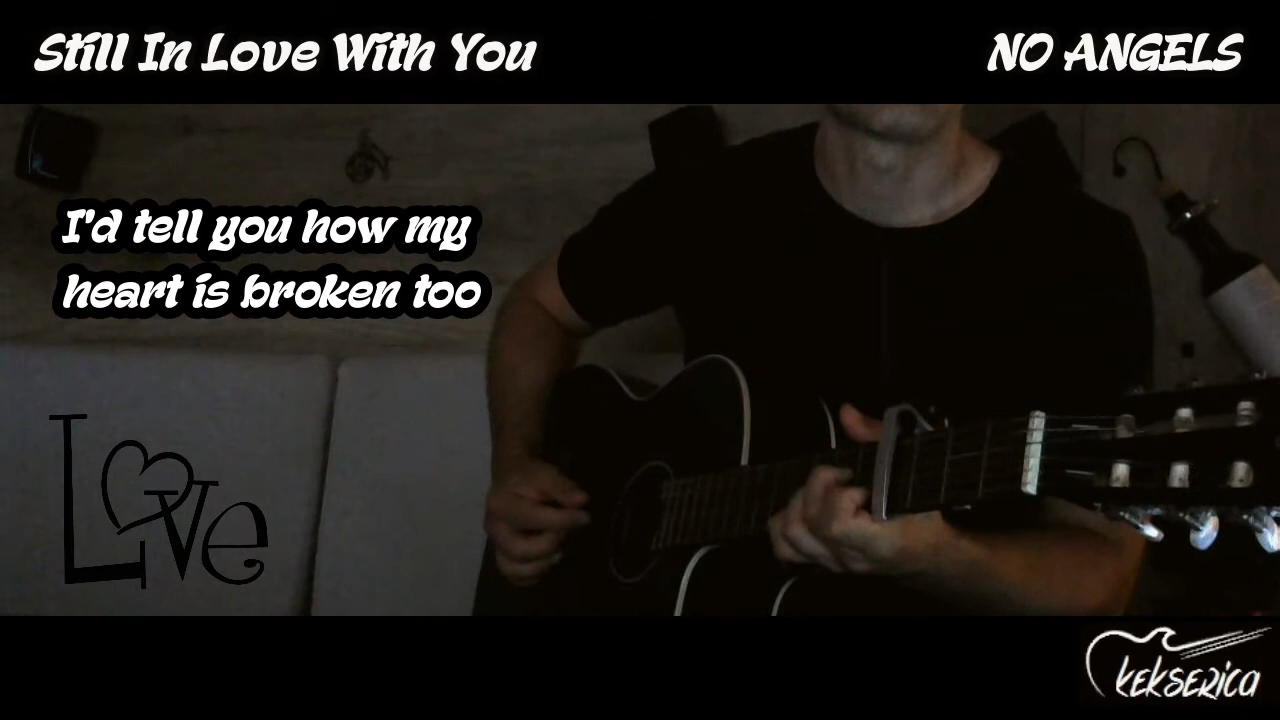 Still In Love With You
NO ANGELS
I'd tell you how my
heart is broken too
Love
KEKSERICA